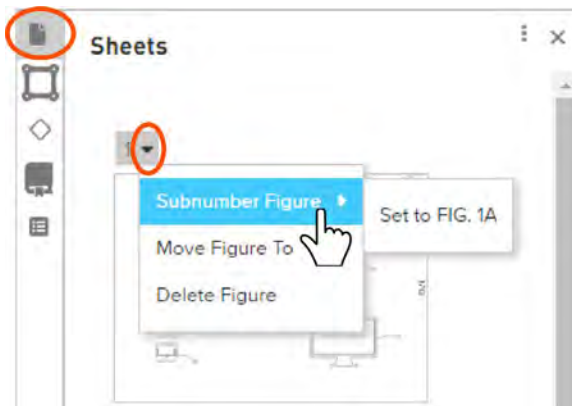 Sheets
1
Subnumber Figure
Set to FIG. 1A
Move Figure To
Delete Figure